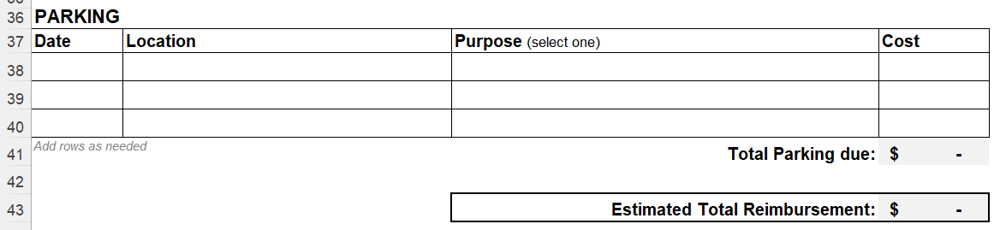 36 PARKING
37 Date Location Purpose (select one) Cost
38
39
40
41 Add rows as needed Total Parking due: $ -
42
43 Estimated Total Reimbursement: $ -